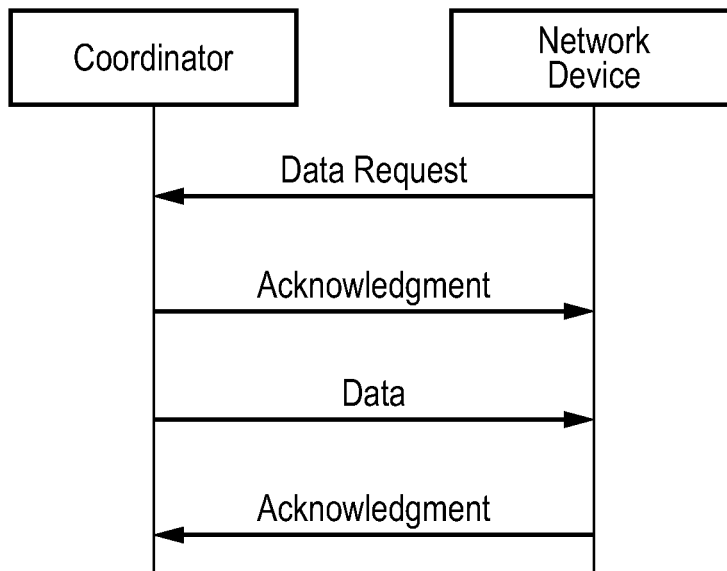 Coordinator
Network
Device
Data Request
Acknowledgment
Data
Acknowledgment